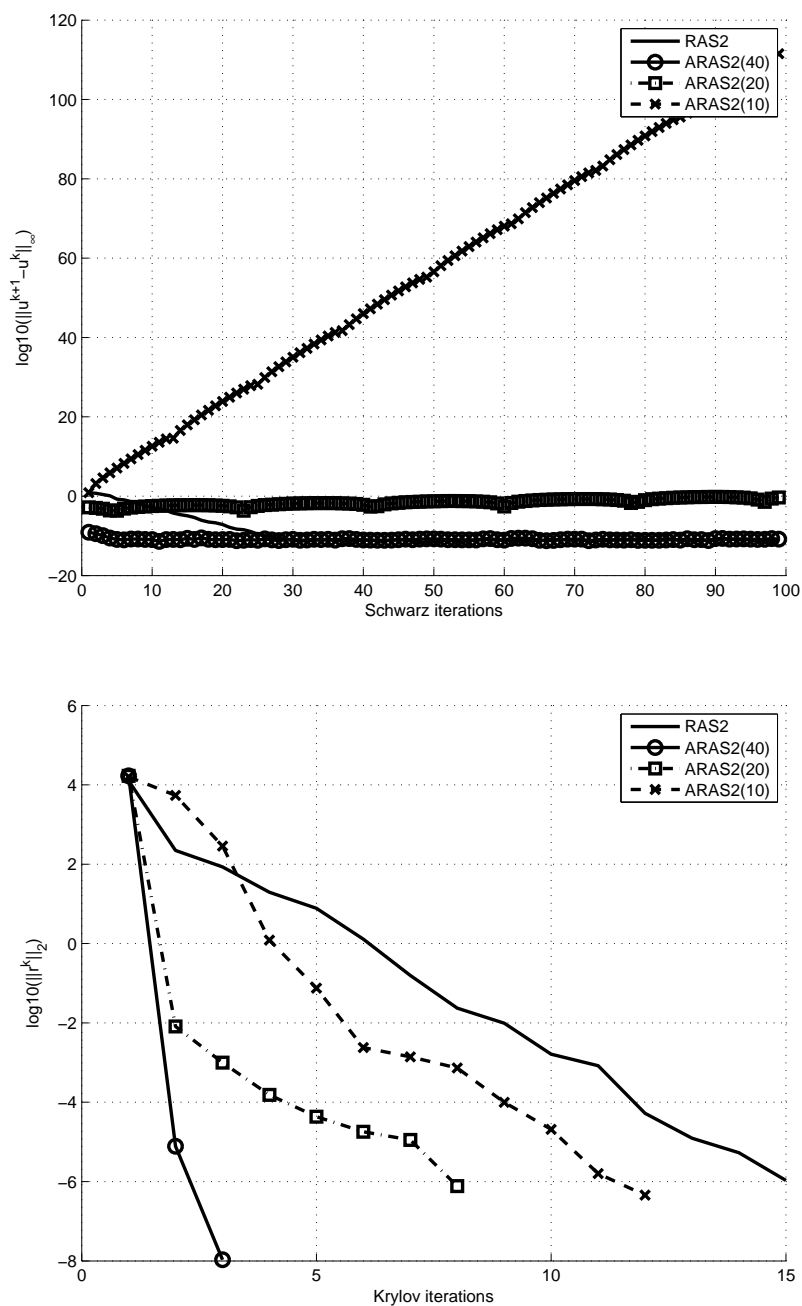 120
100
80
60
40
20
0
−20
log10(||u^{k+1}−u^k||_∞)
RAS2
ARAS2(40)
ARAS2(20)
ARAS2(10)
0
10
20
30
40
50
60
70
80
90
100
Schwarz iterations
6
4
2
0
−2
−4
−6
−8
log10(||r^k||_2)
RAS2
ARAS2(40)
ARAS2(20)
ARAS2(10)
0
5
10
15
Krylov iterations